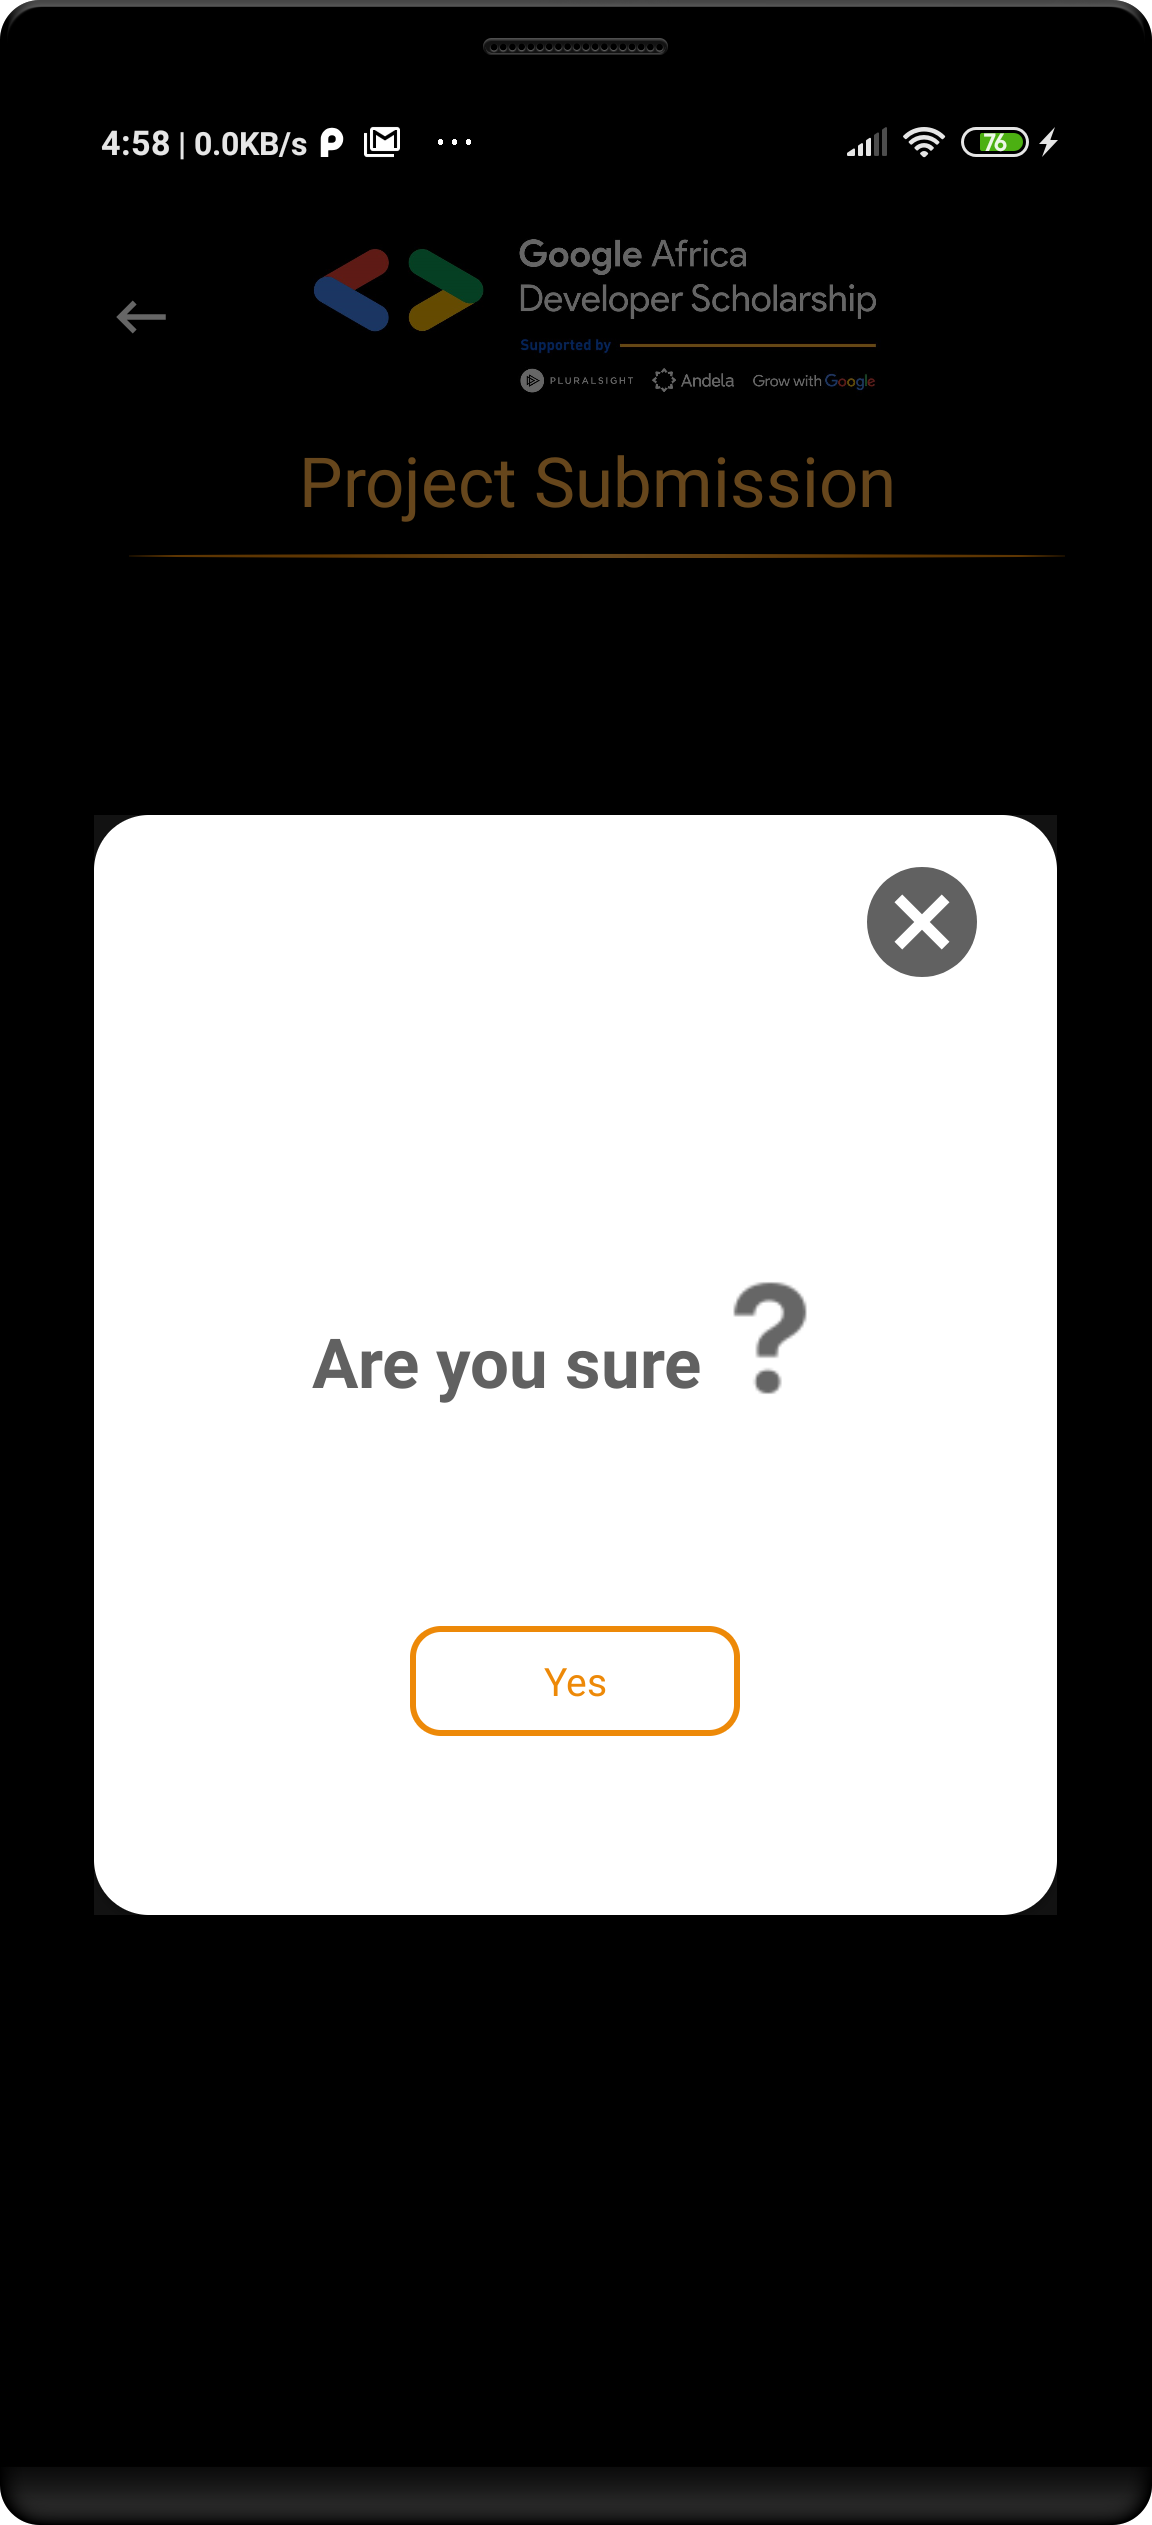 4:58 | 0.0KB/s
76
Google Africa
Developer Scholarship
Supported by
PLURALSIGHT Andela Grow with Google
Project Submission
Are you sure ?
Yes